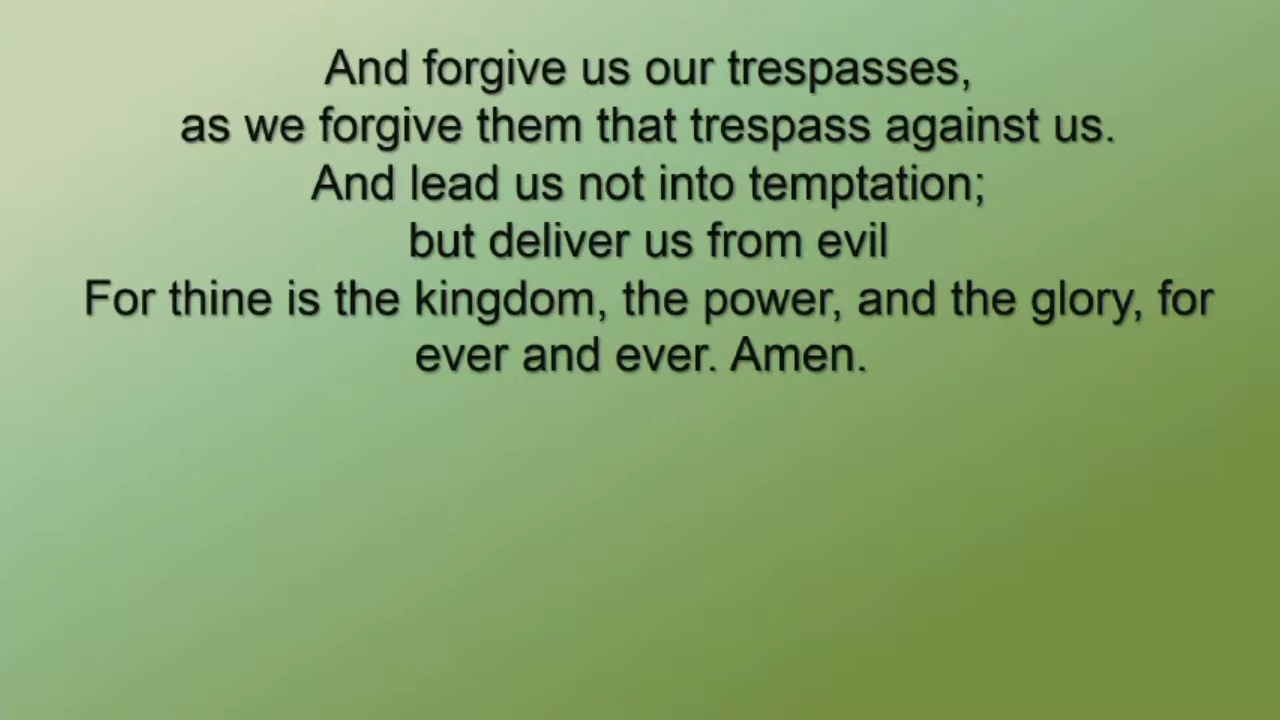 And forgive us our trespasses,
as we forgive them that trespass against us.
And lead us not into temptation;
but deliver us from evil
For thine is the kingdom, the power, and the glory, for
ever and ever. Amen.